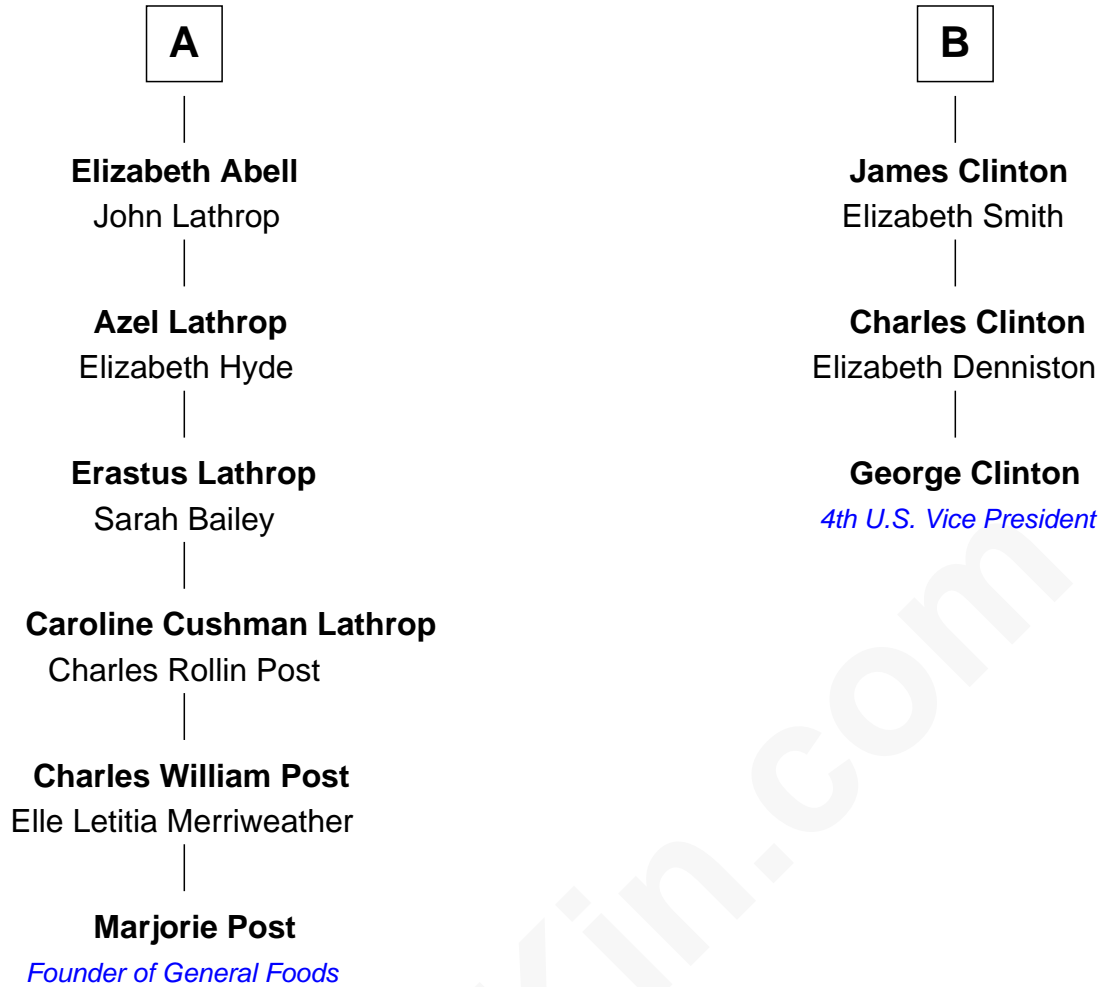 A
Elizabeth Abell
John Lathrop
Azel Lathrop
Elizabeth Hyde
Erastus Lathrop
Sarah Bailey
Caroline Cushman Lathrop
Charles Rollin Post
Charles William Post
Elle Letitia Merriweather
Marjorie Post
Founder of General Foods
B
James Clinton
Elizabeth Smith
Charles Clinton
Elizabeth Denniston
George Clinton
4th U.S. Vice President
Kin.com